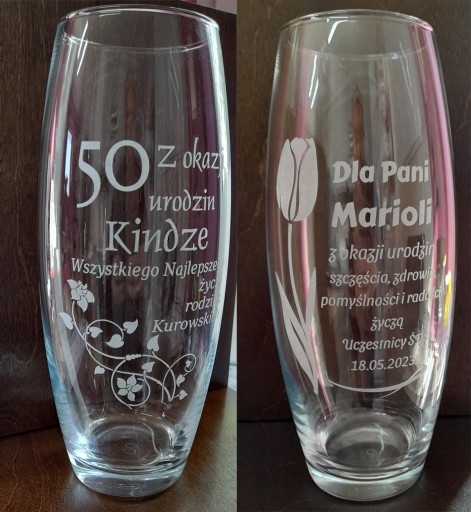 50 z okazj
urodzin
Kindze
Wszystkiego Najlepsze
życ
rodzi
Kurowski
Dla Pani
Marioli
z okazji urodzin
szczęścia, zdrowi
pomyślności i radoś
życzą
Uczestnicy Ś
18.05.2023